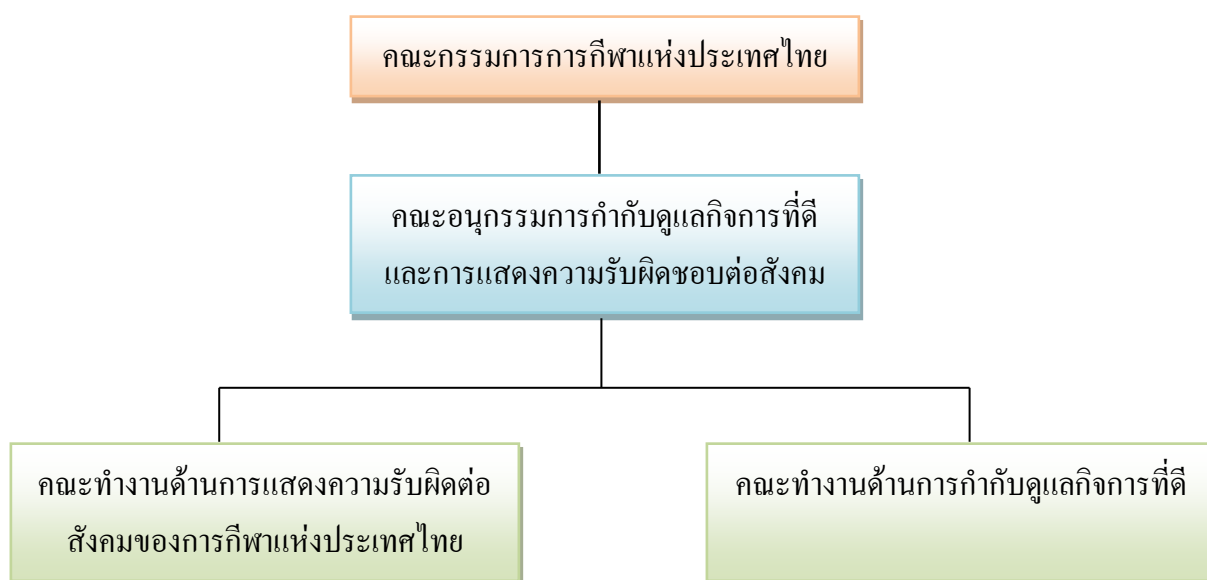 คณะกรรมการการกีฬาแห่งประเทศไทย
คณะอนุกรรมการกำกับดูแลกิจการที่ดี
และการแสดงความรับผิดชอบต่อสังคม
คณะทำงานด้านการแสดงความรับผิดต่อ
สังคมของการกีฬาแห่งประเทศไทย
คณะทำงานด้านการกำกับดูแลกิจการที่ดี